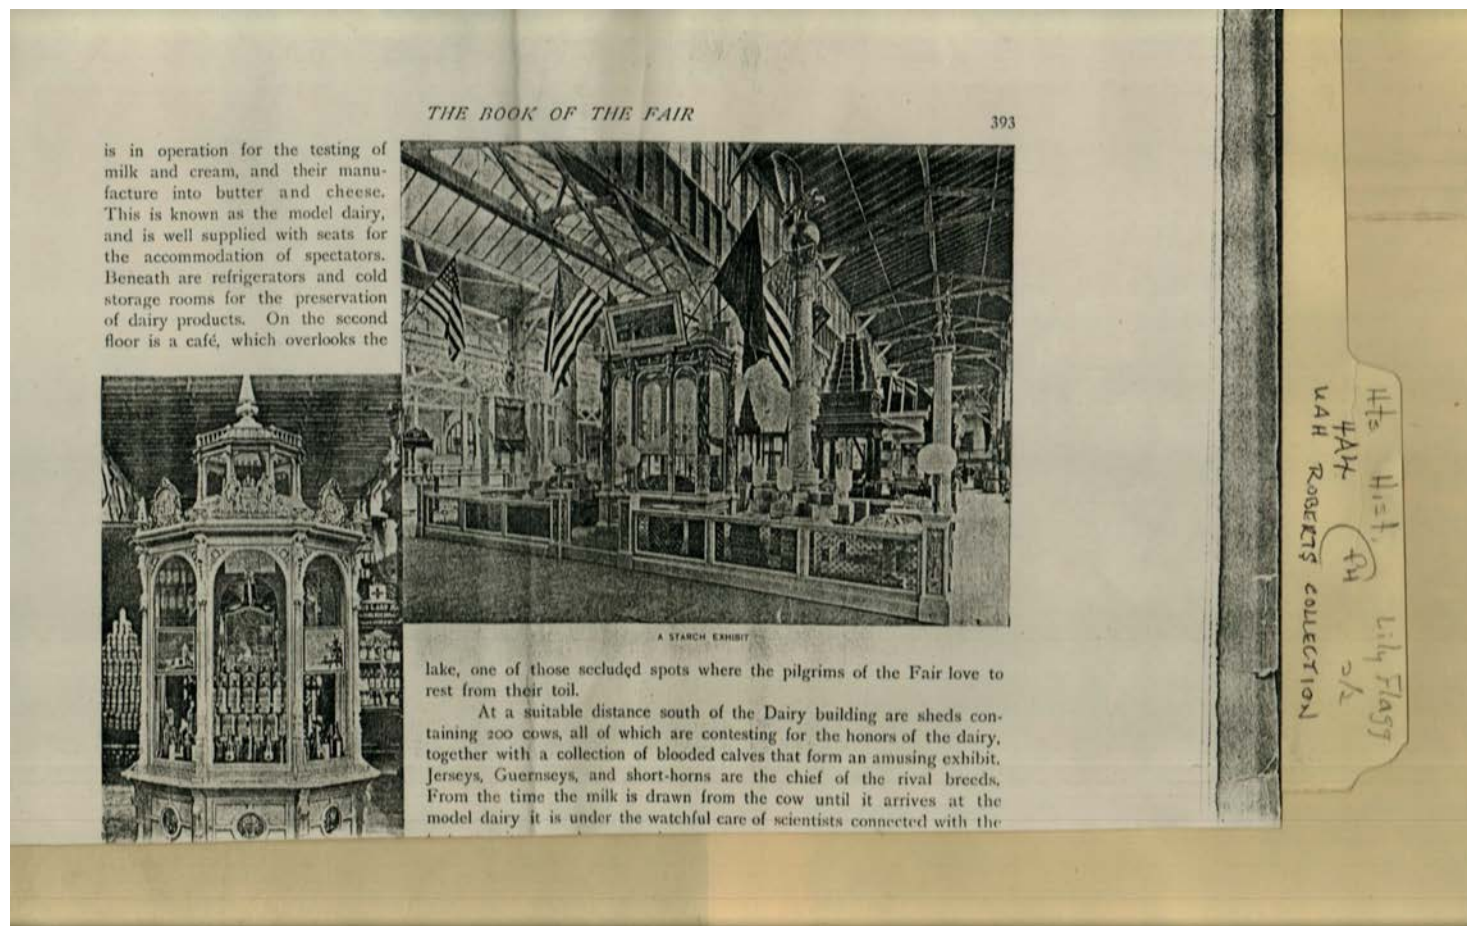 THE BOOK OF THE FAIR
393
is in operation for the testing of
milk and cream, and their manu-
facture into butter and cheese.
This is known as the model dairy,
and is well supplied with seats for
the accommodation of spectators.
Beneath are refrigerators and cold
storage rooms for the preservation
of dairy products. On the second
floor is a café, which overlooks the
A STARCH EXHIBIT
lake, one of those secluded spots where the pilgrims of the Fair love to
rest from their toil.
At a suitable distance south of the Dairy building are sheds con-
taining 200 cows, all of which are contesting for the honors of the dairy,
together with a collection of blooded calves that form an amusing exhibit.
Jerseys, Guernseys, and short-horns are the chief of the rival breeds.
From the time the milk is drawn from the cow until it arrives at the
model dairy it is under the watchful care of scientists connected with the
Hts Hist. Lily Flagg
UAH ROBERTS COLLECTION